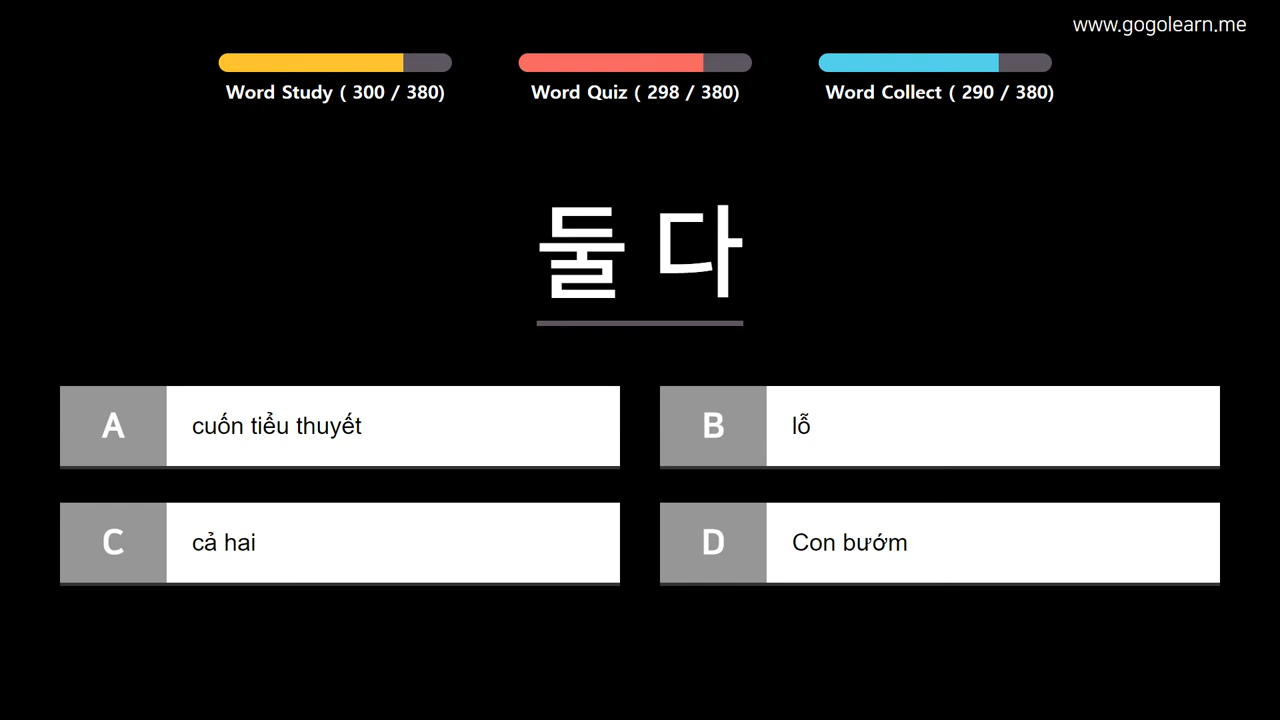 www.gogolearn.me
Word Study ( 300 / 380)
Word Quiz ( 298 / 380)
Word Collect ( 290 / 380)
둘 다
A cuốn tiểu thuyết
B lỗ
C cả hai
D Con bướm